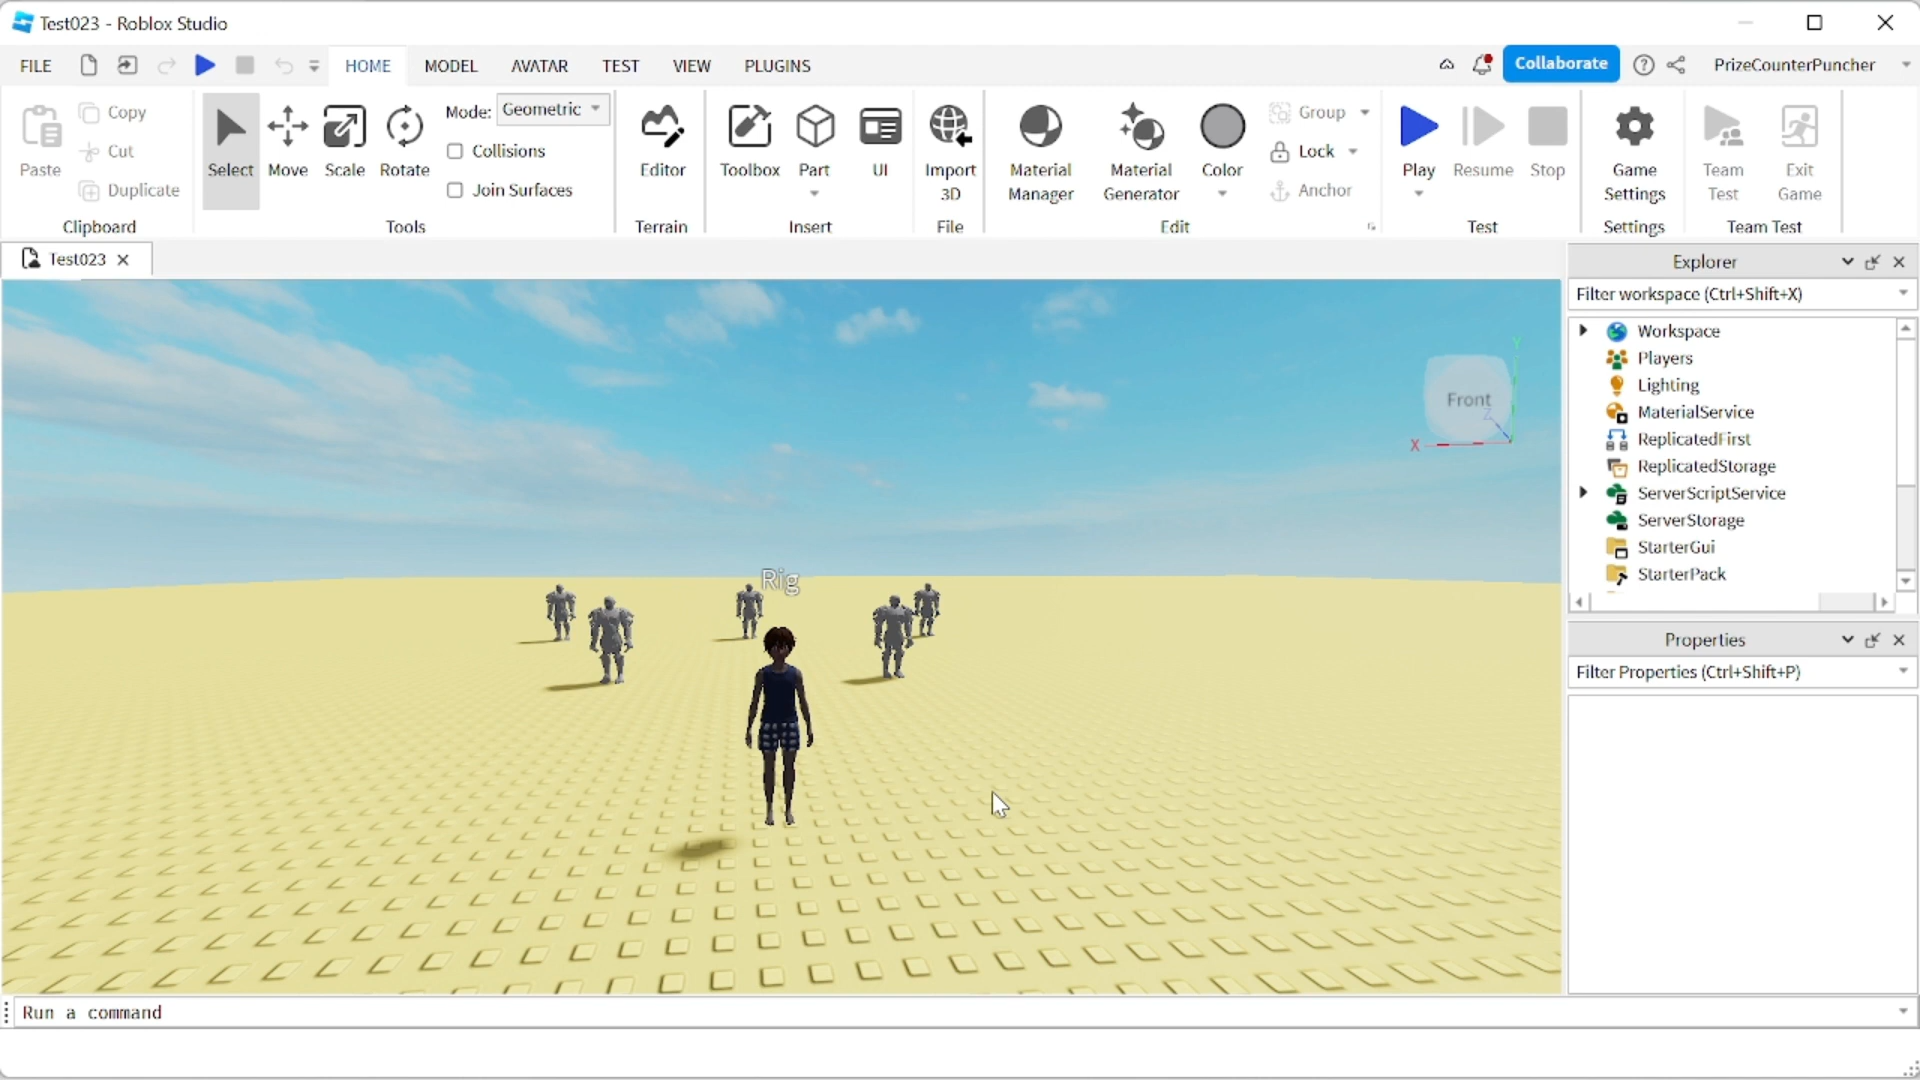 Test023 - Roblox Studio
FILE HOME MODEL AVATAR TEST VIEW PLUGINS Collaborate PrizeCounterPuncher
Paste
Copy
Cut
Duplicate
Clipboard
Select
Move
Scale
Rotate
Mode: Geometric
Collisions
Join Surfaces
Tools
Editor
Terrain
Toolbox
Part
UI
Insert
Import
3D
File
Material
Manager
Material
Generator
Color
Group
Lock
Anchor
Edit
Play
Resume
Stop
Test
Game
Settings
Settings
Team
Test
Exit
Game
Team Test
Test023
Rig
Front
X
Y
Z
Explorer
Filter workspace (Ctrl+Shift+X)
Workspace
Players
Lighting
MaterialService
ReplicatedFirst
ReplicatedStorage
ServerScriptService
ServerStorage
StarterGui
StarterPack
Properties
Filter Properties (Ctrl+Shift+P)
Run a command